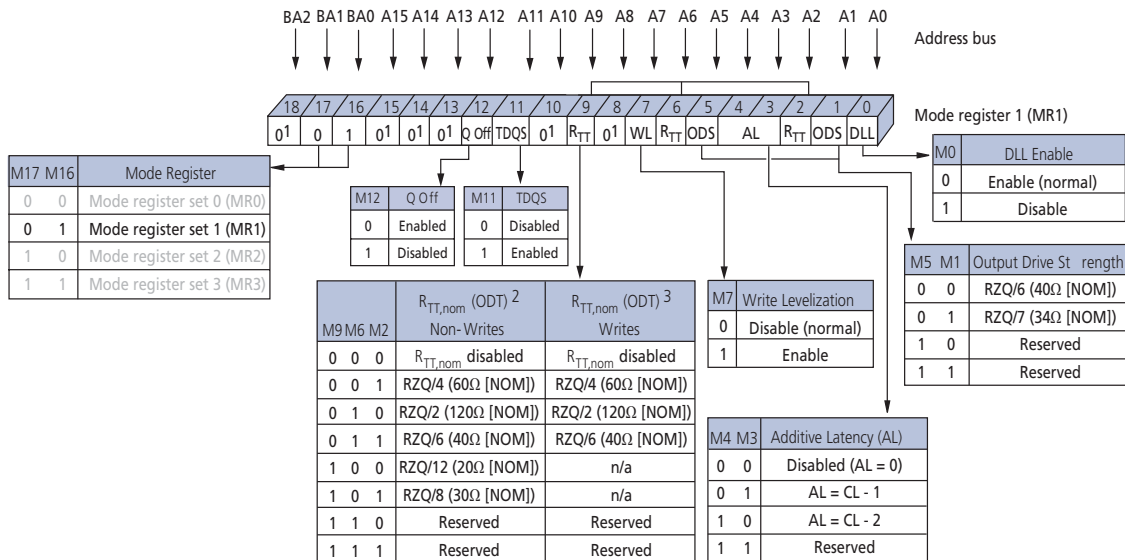 BA2 BA1 BA0 A15 A14 A13 A12 A11 A10 A9 A8 A7 A6 A5 A4 A3 A2 A1 A0
Address bus
18 17 16 15 14 13 12 11 10 9 8 7 6 5 4 3 2 1 0
Mode register 1 (MR1)
0¹ 0 1 0¹ 0¹ 0¹ Q Off TDQS 0¹ RTT 0¹ WL RTT ODS AL RTT ODS DLL
M17 M16 Mode Register
0 0 Mode register set 0 (MR0)
0 1 Mode register set 1 (MR1)
1 0 Mode register set 2 (MR2)
1 1 Mode register set 3 (MR3)
M12 Q Off
0 Enabled
1 Disabled
M11 TDQS
0 Disabled
1 Enabled
M0 DLL Enable
0 Enable (normal)
1 Disable
M5 M1 Output Drive St rength
0 0 RZQ/6 (40Ω [NOM])
0 1 RZQ/7 (34Ω [NOM])
1 0 Reserved
1 1 Reserved
M9 M6 M2 RTT,nom (ODT) 2 Non-Writes RTT,nom (ODT) 3 Writes
0 0 0 RTT,nom disabled RTT,nom disabled
0 0 1 RZQ/4 (60Ω [NOM]) RZQ/4 (60Ω [NOM])
0 1 0 RZQ/2 (120Ω [NOM]) RZQ/2 (120Ω [NOM])
0 1 1 RZQ/6 (40Ω [NOM]) RZQ/6 (40Ω [NOM])
1 0 0 RZQ/12 (20Ω [NOM]) n/a
1 0 1 RZQ/8 (30Ω [NOM]) n/a
1 1 0 Reserved Reserved
1 1 1 Reserved Reserved
M7 Write Levelization
0 Disable (normal)
1 Enable
M4 M3 Additive Latency (AL)
0 0 Disabled (AL = 0)
0 1 AL = CL - 1
1 0 AL = CL - 2
1 1 Reserved